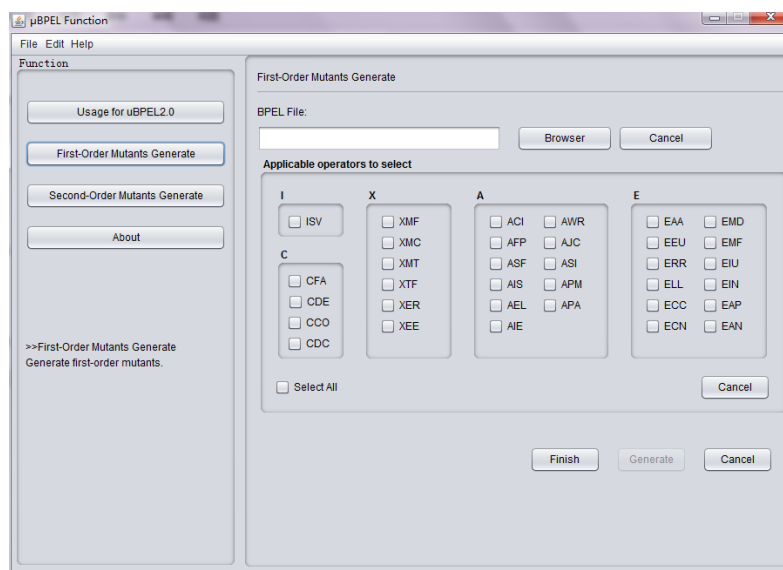 µBPEL Function
File Edit Help
Function
Usage for uBPEL2.0
First-Order Mutants Generate
Second-Order Mutants Generate
About
>>First-Order Mutants Generate
Generate first-order mutants.
First-Order Mutants Generate
BPEL File:
Browser Cancel
Applicable operators to select
I
ISV
C
CFA
CDE
CCO
CDC
X
XMF
XMC
XMT
XTF
XER
XEE
A
ACI AWR
AFP AJC
ASF ASI
AIS APM
AEL APA
AIE
E
EAA EMD
EEU EMF
ERR EIU
ELL EIN
ECC EAP
ECN EAN
Select All Cancel
Finish Generate Cancel